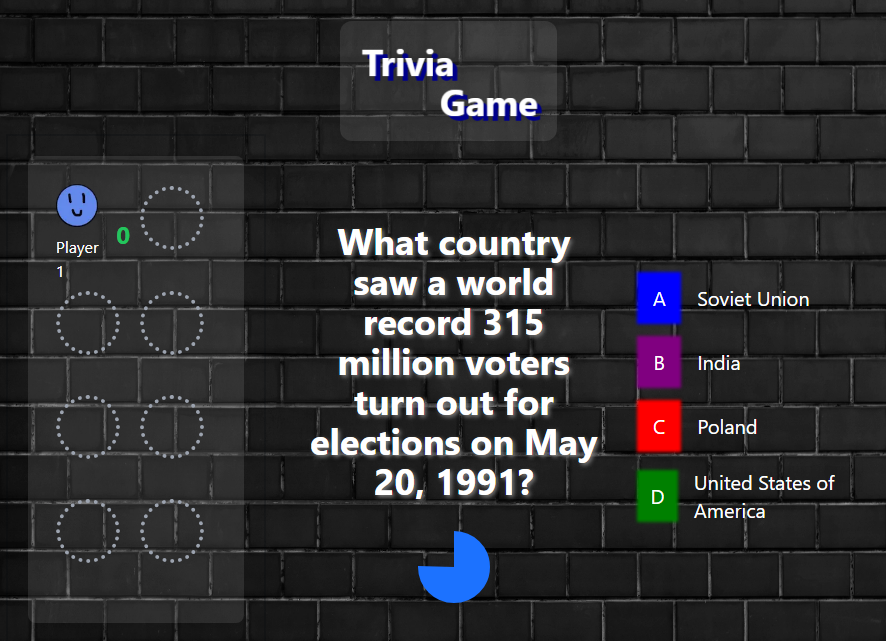 Trivia
Game
Player
1
0
What country
saw a world
record 315
million voters
turn out for
elections on May
20, 1991?
A Soviet Union
B India
C Poland
D United States of
America